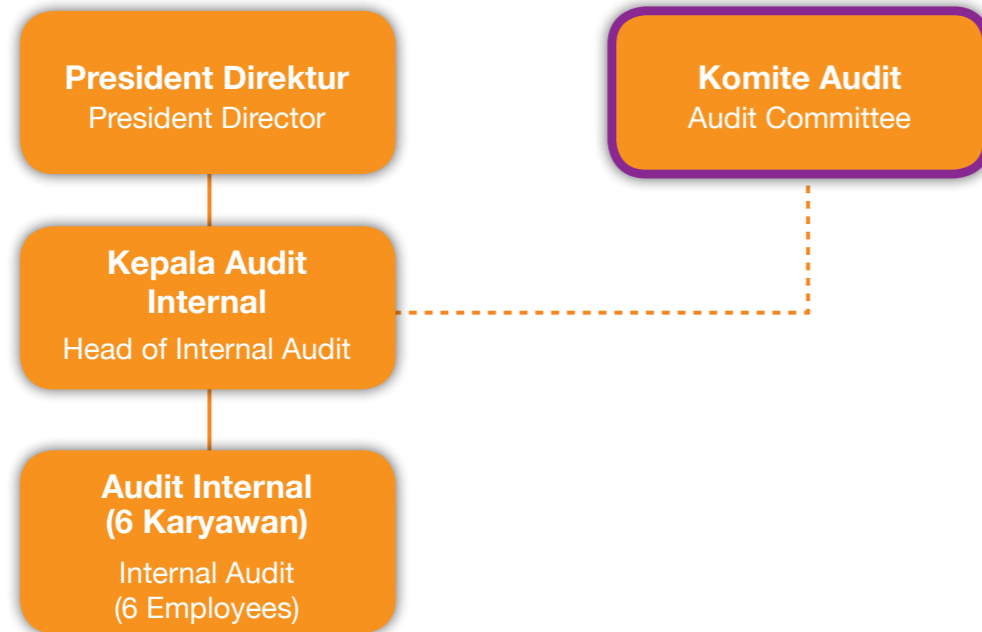 President Direktur
President Director
Komite Audit
Audit Committee
Kepala Audit
Internal
Head of Internal Audit
Audit Internal
(6 Karyawan)
Internal Audit
(6 Employees)